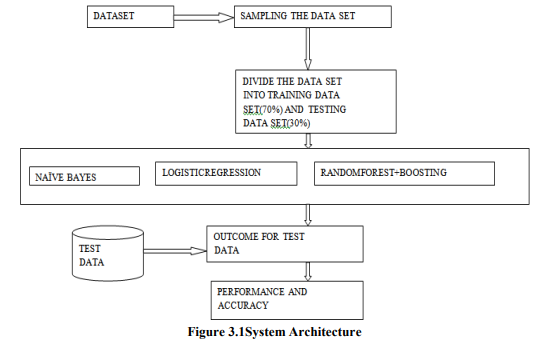 DATASET
SAMPLING THE DATA SET
DIVIDE THE DATA SET
INTO TRAINING DATA
SET(70%) AND TESTING
DATA SET(30%)
NAÏVE BAYES
LOGISTICREGRESSION
RANDOMFOREST+BOOSTING
TEST
DATA
OUTCOME FOR TEST
DATA
PERFORMANCE AND
ACCURACY
Figure 3.1System Architecture